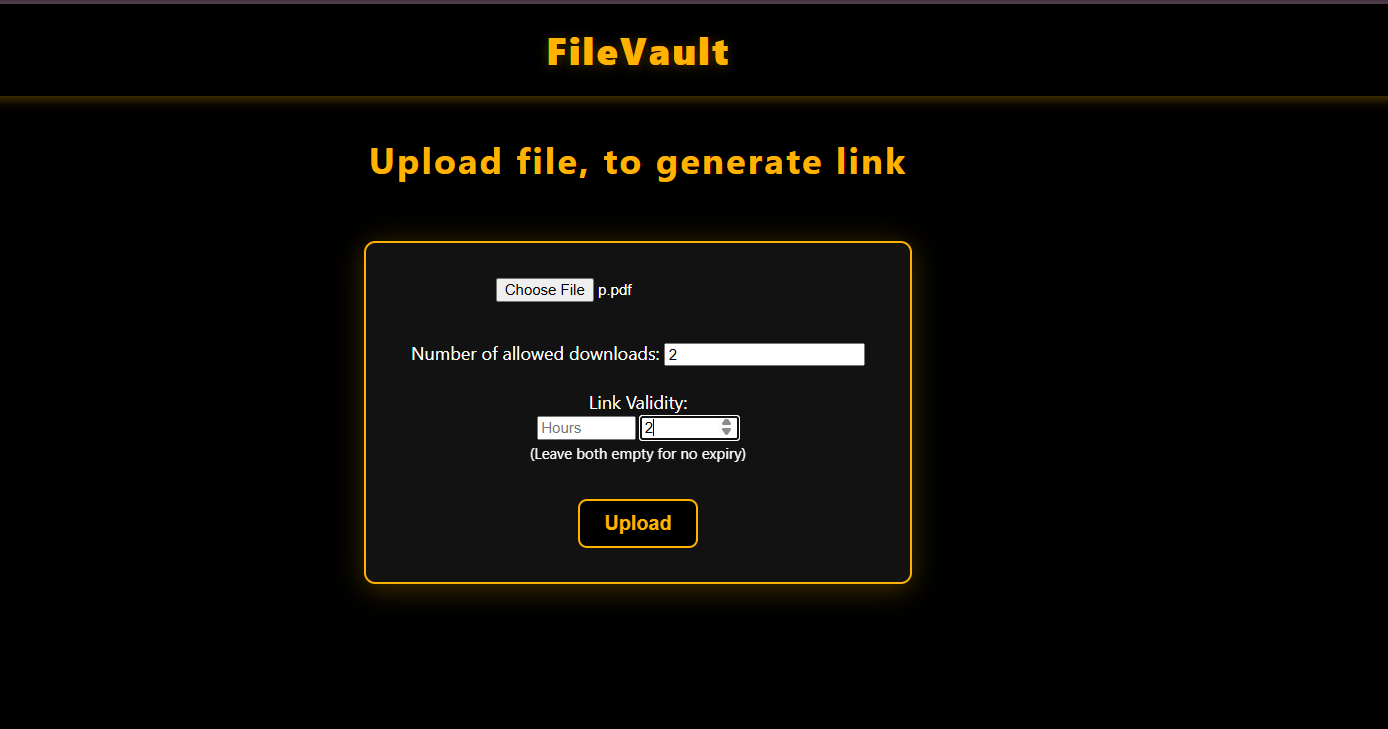 FileVault
Upload file, to generate link
Choose File p.pdf
Number of allowed downloads: 2
Link Validity:
Hours 2
(Leave both empty for no expiry)
Upload